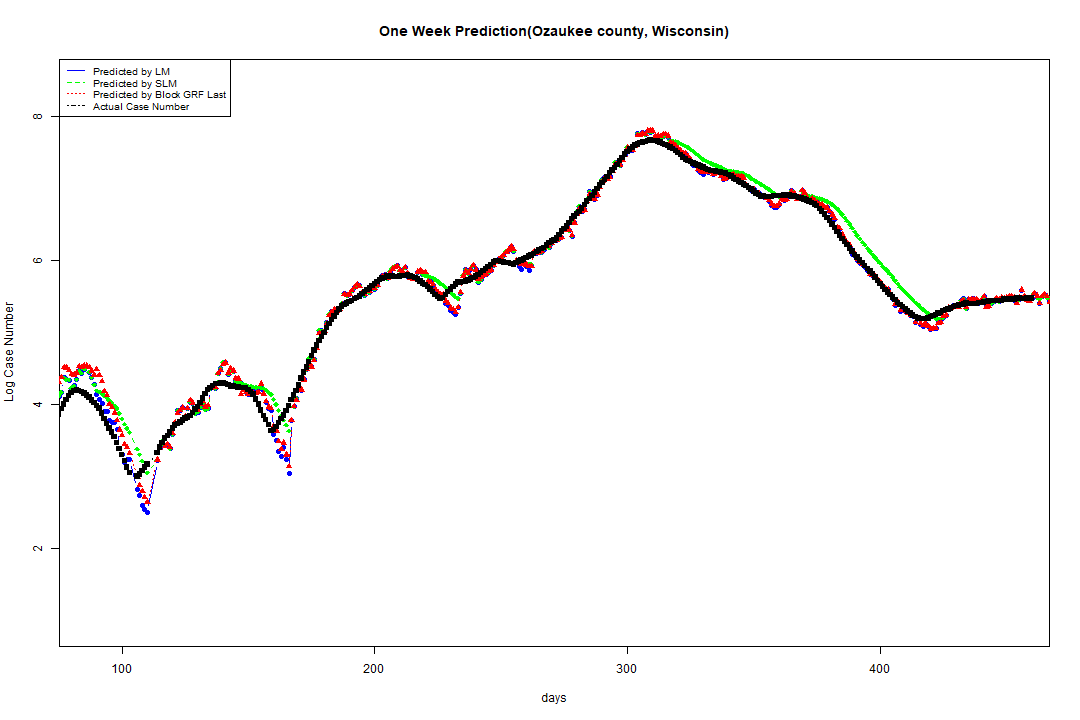 One Week Prediction(Ozaukee county, Wisconsin)
Predicted by LM
Predicted by SLM
Predicted by Block GRF Last
Actual Case Number
8
6
4
2
Log Case Number
100 200 300 400
days